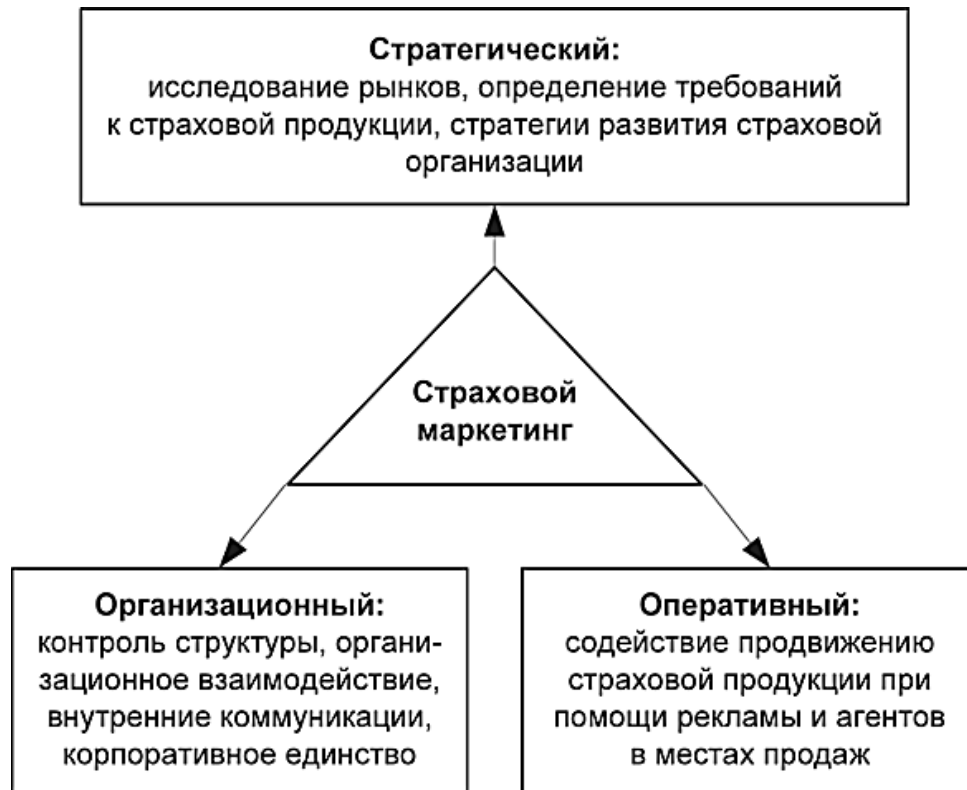 Стратегический:
исследование рынков, определение требований
к страховой продукции, стратегии развития страховой
организации
Страховой
маркетинг
Организационный:
контроль структуры, органи-
зационное взаимодействие,
внутренние коммуникации,
корпоративное единство
Оперативный:
содействие продвижению
страховой продукции при
помощи рекламы и агентов
в местах продаж